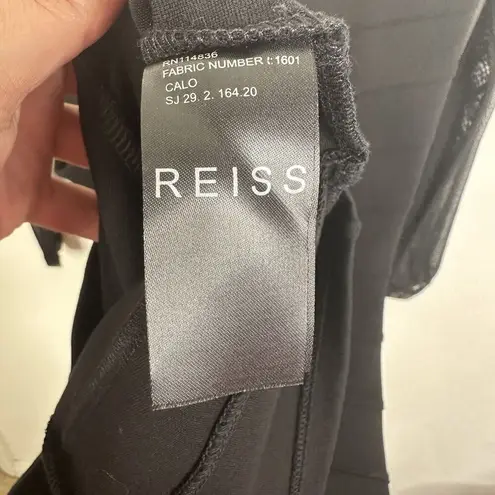 RN114836
FABRIC NUMBER t:1601
CALO
SJ 29. 2. 164.20
REISS